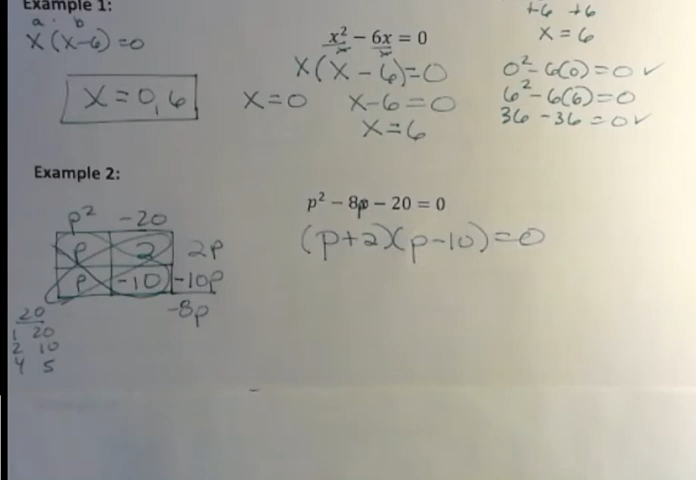 Example 1:
a · b
x(x-6)=0
x=0,6
x² − 6x = 0
x x
x(x-6)=0
x=0 x-6=0
x=6
+6 +6
x=6
0²-6(0)=0 ✓
6²-6(6)=0
36-36=0 ✓
Example 2:
p² -20
p 2 2p
p -10 -10p
-8p
20
1 20
2 10
4 5
p² − 8p − 20 = 0
(p+2)(p-10)=0